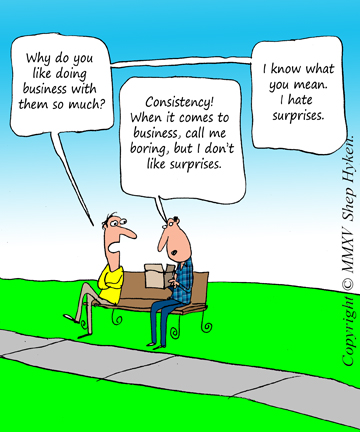 Why do you
like doing
business with
them so much?
Consistency!
When it comes to
business, call me
boring, but I don't
like surprises.
I know what
you mean.
I hate
surprises.
Copyright © MMXV Shep Hyken.